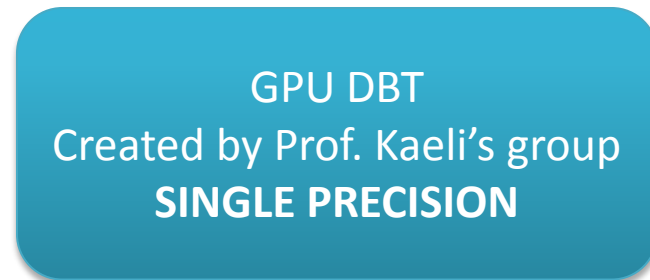 GPU DBT
Created by Prof. Kaeli’s group
SINGLE PRECISION